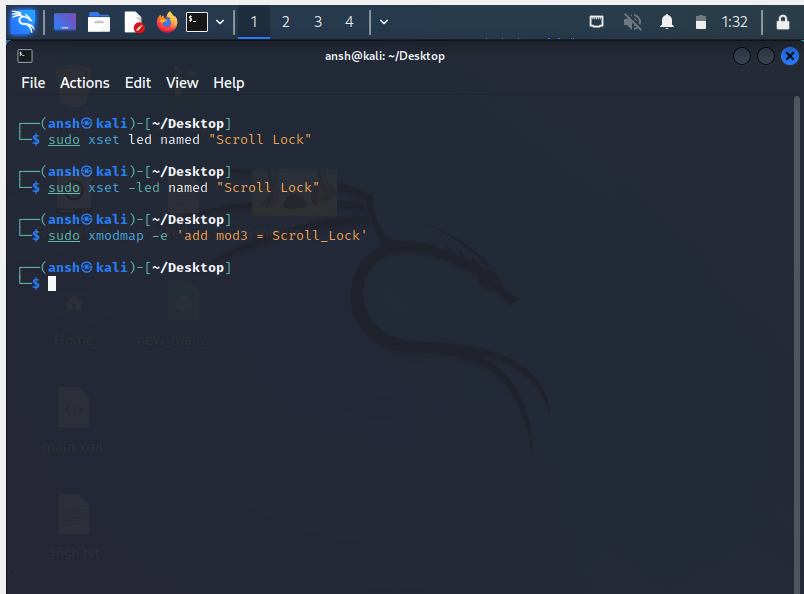 1 2 3 4 1:32
ansh@kali: ~/Desktop
File Actions Edit View Help
┌──(ansh㉿kali)-[~/Desktop]
└─$ sudo xset led named "Scroll Lock"
┌──(ansh㉿kali)-[~/Desktop]
└─$ sudo xset -led named "Scroll Lock"
┌──(ansh㉿kali)-[~/Desktop]
└─$ sudo xmodmap -e 'add mod3 = Scroll_Lock'
┌──(ansh㉿kali)-[~/Desktop]
└─$
Home new_main...
main.xml
ansh.txt